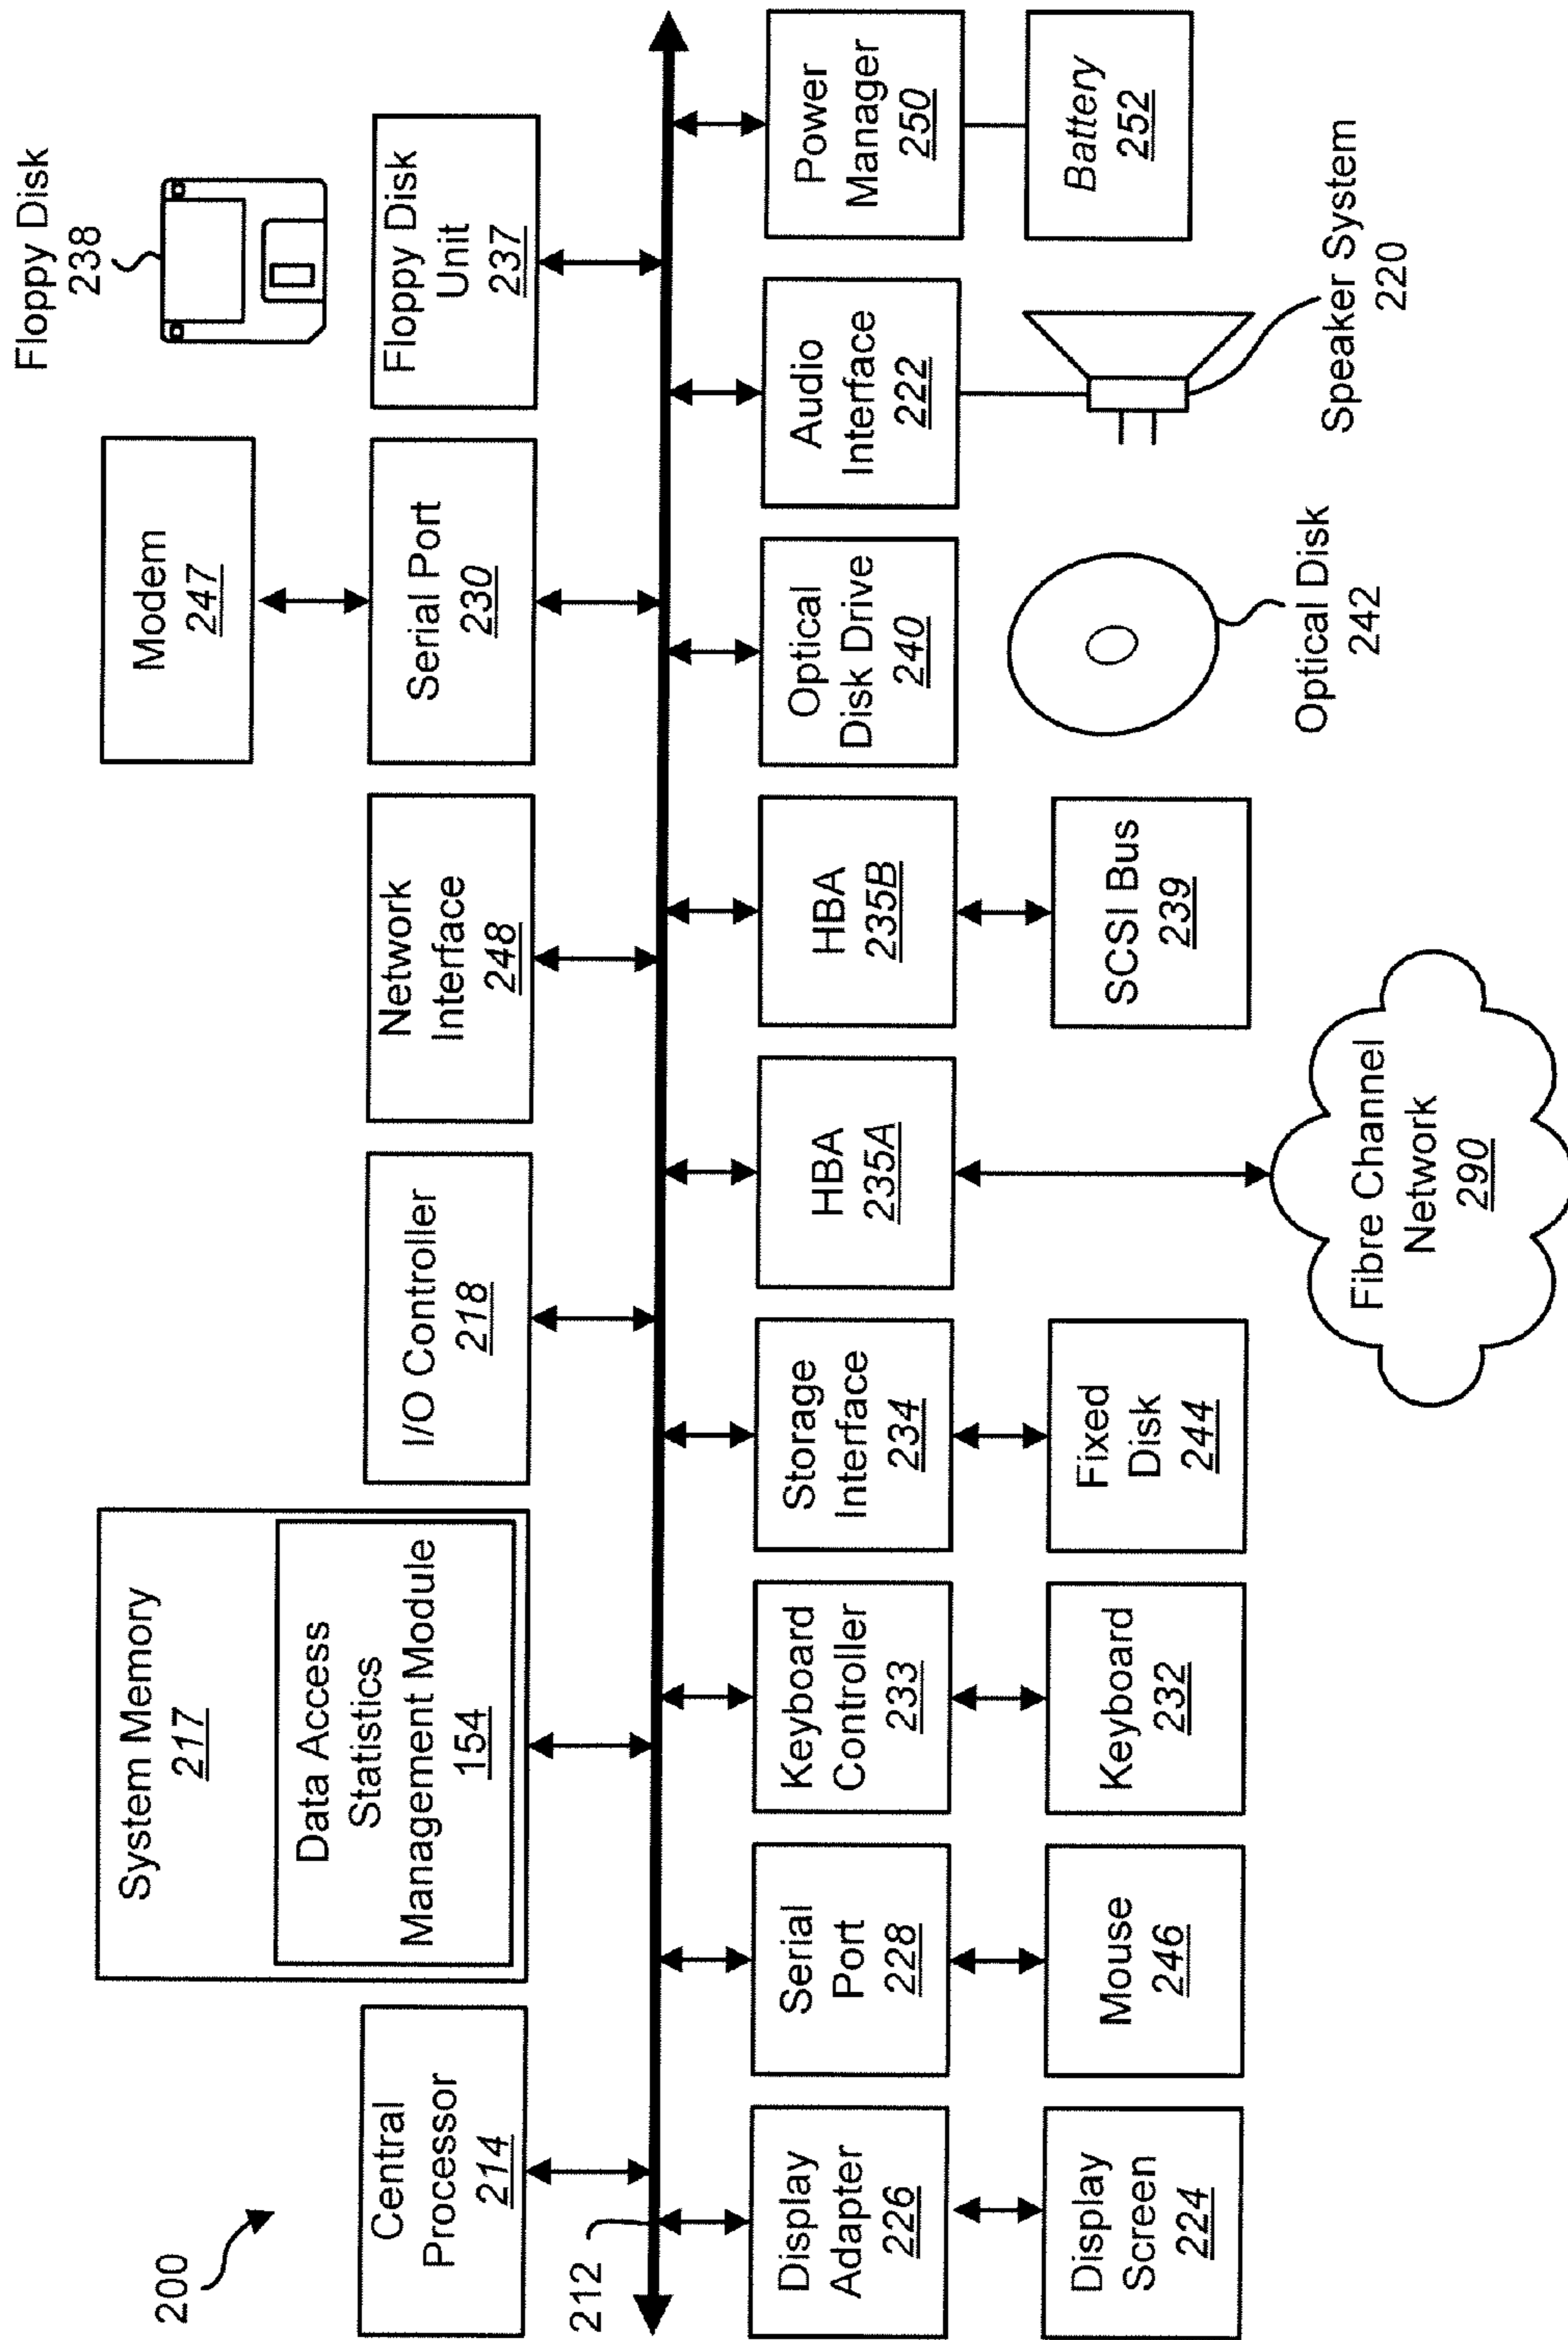 200
Floppy Disk
238
Modem
247
System Memory
217
Data Access
Statistics
Management Module
154
Central
Processor
214
I/O Controller
218
Network
Interface
248
Serial Port
230
Floppy Disk
Unit
237
212
Display
Adapter
226
Serial
Port
228
Keyboard
Controller
233
Storage
Interface
234
HBA
235A
HBA
235B
Optical
Disk Drive
240
Audio
Interface
222
Power
Manager
250
Display
Screen
224
Mouse
246
Keyboard
232
Fixed
Disk
244
Fibre Channel
Network
290
SCSI Bus
239
Optical Disk
242
Speaker System
220
Battery
252